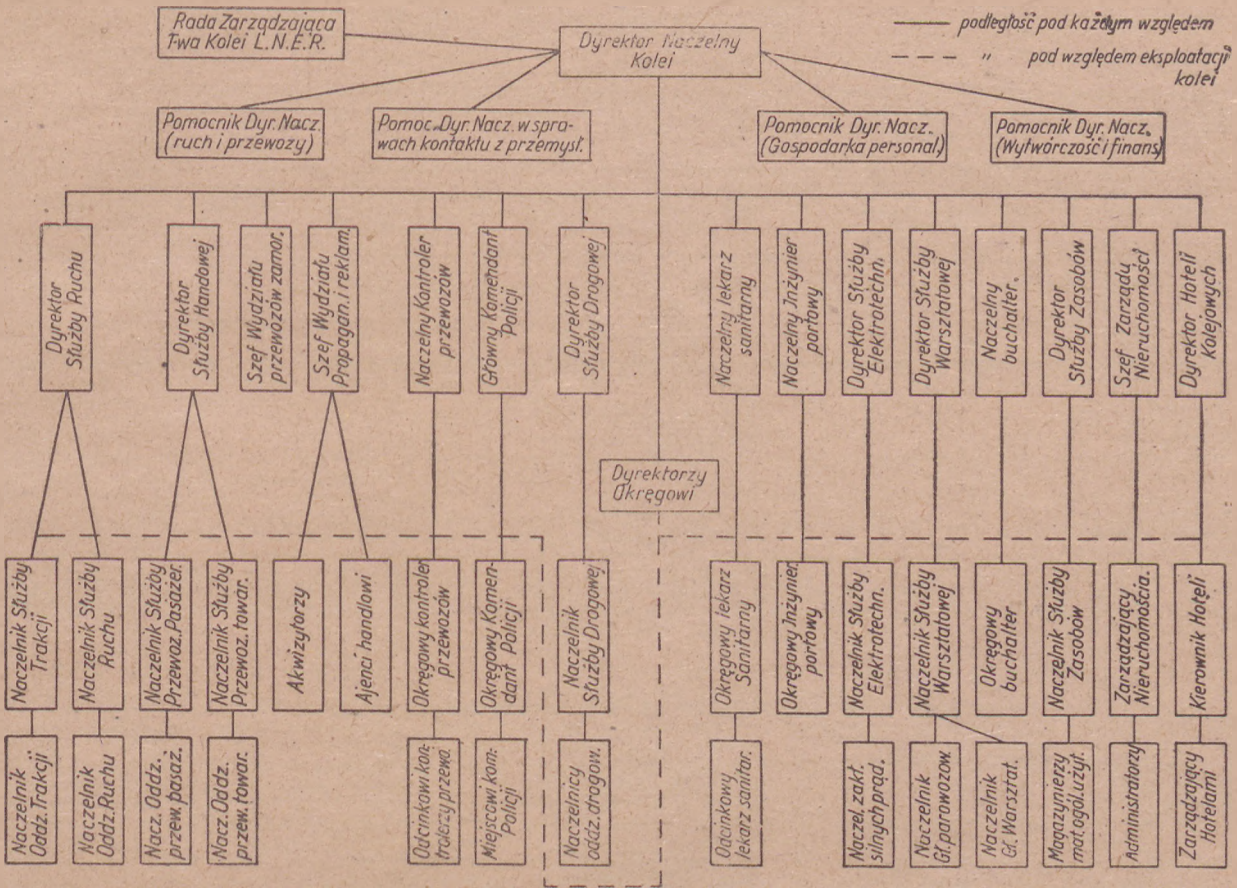 Rada Zarządzająca
T-wa Kolei L.N.E.R.
Dyrektor Naczelny
Kolei
podległość pod każdym względem
" pod względem eksploatacji
kolei
Pomocnik Dyr. Nacz.
(ruch i przewozy)
Pomoc. Dyr. Nacz. w spra-
wach kontaktu z przemysł.
Pomocnik Dyr. Nacz.
(Gospodarka personal.)
Pomocnik Dyr. Nacz.
(Wytwórczość i finans)
Dyrektor
Służby Ruchu
Dyrektor
Służby Handowej
Szef Wydziału
przewozów zamor.
Szef Wydziału
Propagan. i reklam.
Naczelny Kontroler
przewozów
Główny Komendant
Policji
Dyrektor
Służby Drogowej
Naczelny lekarz
sanitarny
Naczelny Inżynier
portowy
Dyrektor Służby
Elektrotechn.
Dyrektor Służby
Warsztatowej
Naczelny
buchalter.
Dyrektor
Służby Zasobów
Szef Zarządu
Nieruchomości
Dyrektor Hoteli
Kolejowych
Dyrektorzy
Okręgowi
Naczelnik Służby
Trakcji
Naczelnik Służby
Ruchu
Naczelnik Służby
Przewoz. Pasażer.
Naczelnik Służby
Przewoz. towar.
Akwizytorzy
Ajenci handlowi
Okręgowy kontroler
przewozów
Okręgowy Komen-
dant Policji
Naczelnik
Służby Drogowej
Okręgowy lekarz
Sanitarny
Okręgowy Inżynier
portowy
Naczelnik Służby
Elektrotechn.
Naczelnik Służby
Warsztatowej
Okręgowy
buchalter
Naczelnik Służby
Zasobów
Zarządzający
Nieruchomościa.
Kierownik Hoteli
Naczelnik
Oddz. Trakcji
Naczelnik
Oddz. Ruchu
Nacz. Oddz.
przew. pasaż.
Nacz. Oddz.
przew. towar.
Odcinkowi kon-
trolerzy przewo.
Miejscowi kom.
Policji
Naczelnicy
oddz. drogow.
Odcinkowy
lekarz sanitar.
Naczel. zakł.
silnych prąd.
Naczelnik
Gł. parowozow.
Naczelnik
Gł. Warsztat.
Magazynierzy
mat. ogól. użyt.
Administratorzy
Zarządzający
Hotelami